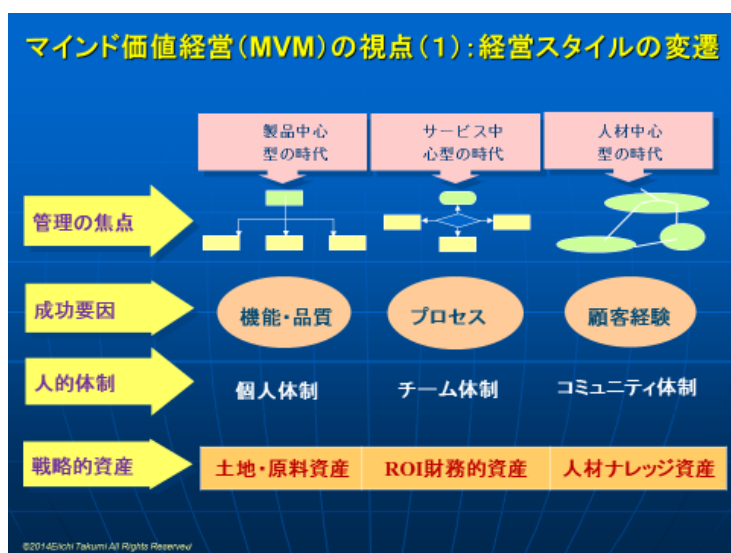 マインド価値経営(MVM)の視点(1):経営スタイルの変遷
製品中心
型の時代
サービス中
心型の時代
人材中心
型の時代
管理の焦点
成功要因
機能・品質
プロセス
顧客経験
人的体制
個人体制
チーム体制
コミュニティ体制
戦略的資産
土地・原料資産
ROI財務的資産
人材ナレッジ資産
©2014Eiichi Takumi All Rights Reserved